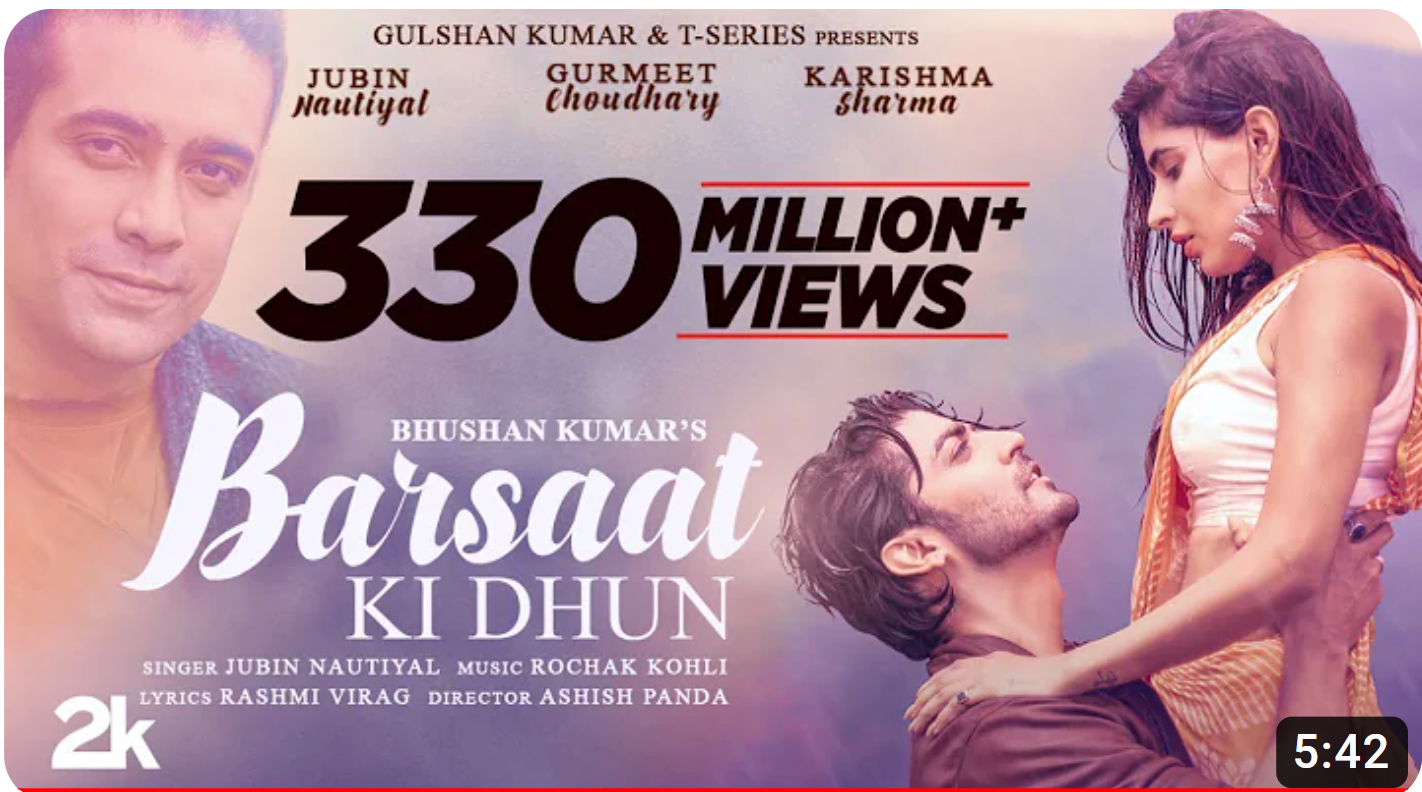 GULSHAN KUMAR & T-SERIES PRESENTS
JUBIN Nautiyal
GURMEET Choudhary
KARISHMA Sharma
330 MILLION+ VIEWS
BHUSHAN KUMAR'S
Barsaat
KI DHUN
SINGER JUBIN NAUTIYAL MUSIC ROCHAK KOHLI
LYRICS RASHMI VIRAG DIRECTOR ASHISH PANDA
2k
5:42